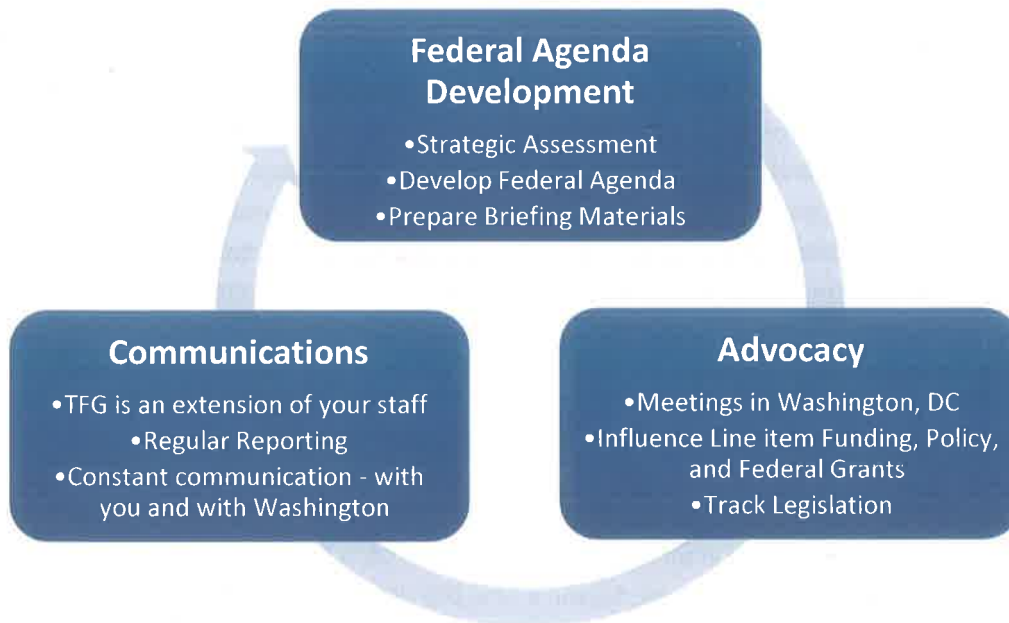 Federal Agenda
Development
•Strategic Assessment
•Develop Federal Agenda
•Prepare Briefing Materials
Communications
•TFG is an extension of your staff
•Regular Reporting
•Constant communication - with
you and with Washington
Advocacy
•Meetings in Washington, DC
•Influence Line item Funding, Policy,
and Federal Grants
•Track Legislation